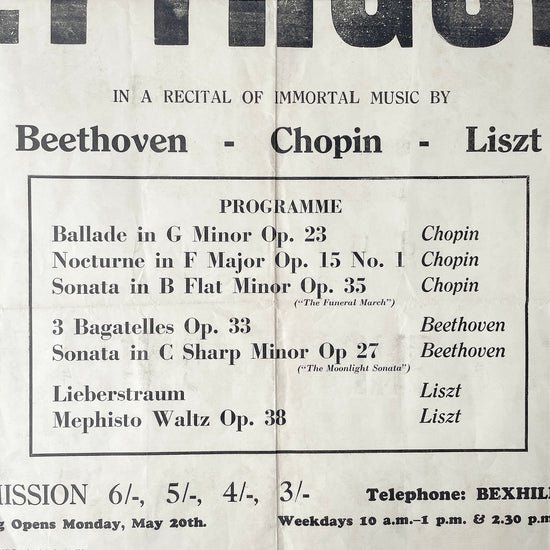 IN A RECITAL OF IMMORTAL MUSIC BY
Beethoven - Chopin - Liszt
PROGRAMME
Ballade in G Minor Op. 23 Chopin
Nocturne in F Major Op. 15 No. 1 Chopin
Sonata in B Flat Minor Op. 35 Chopin
("The Funeral March")
3 Bagatelles Op. 33 Beethoven
Sonata in C Sharp Minor Op 27 Beethoven
("The Moonlight Sonata")
Lieberstraum Liszt
Mephisto Waltz Op. 38 Liszt
MISSION 6/-, 5/-, 4/-, 3/- Telephone: BEXHIL
g Opens Monday, May 20th. Weekdays 10 a.m.-1 p.m. & 2.30 p.m